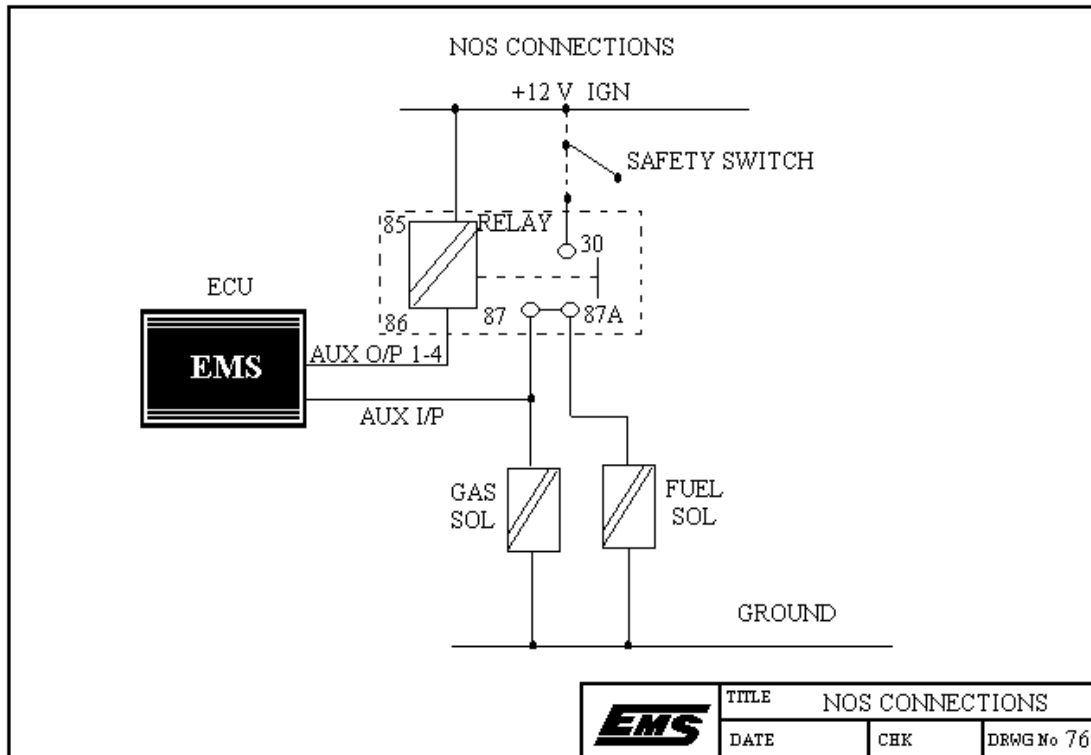 NOS CONNECTIONS
+12 V IGN
SAFETY SWITCH
85
RELAY
30
ECU
86
87
87A
EMS
AUX O/P 1-4
AUX I/P
GAS
SOL
FUEL
SOL
GROUND
EMS
TITLE NOS CONNECTIONS
DATE
CHK
DRWG No 76